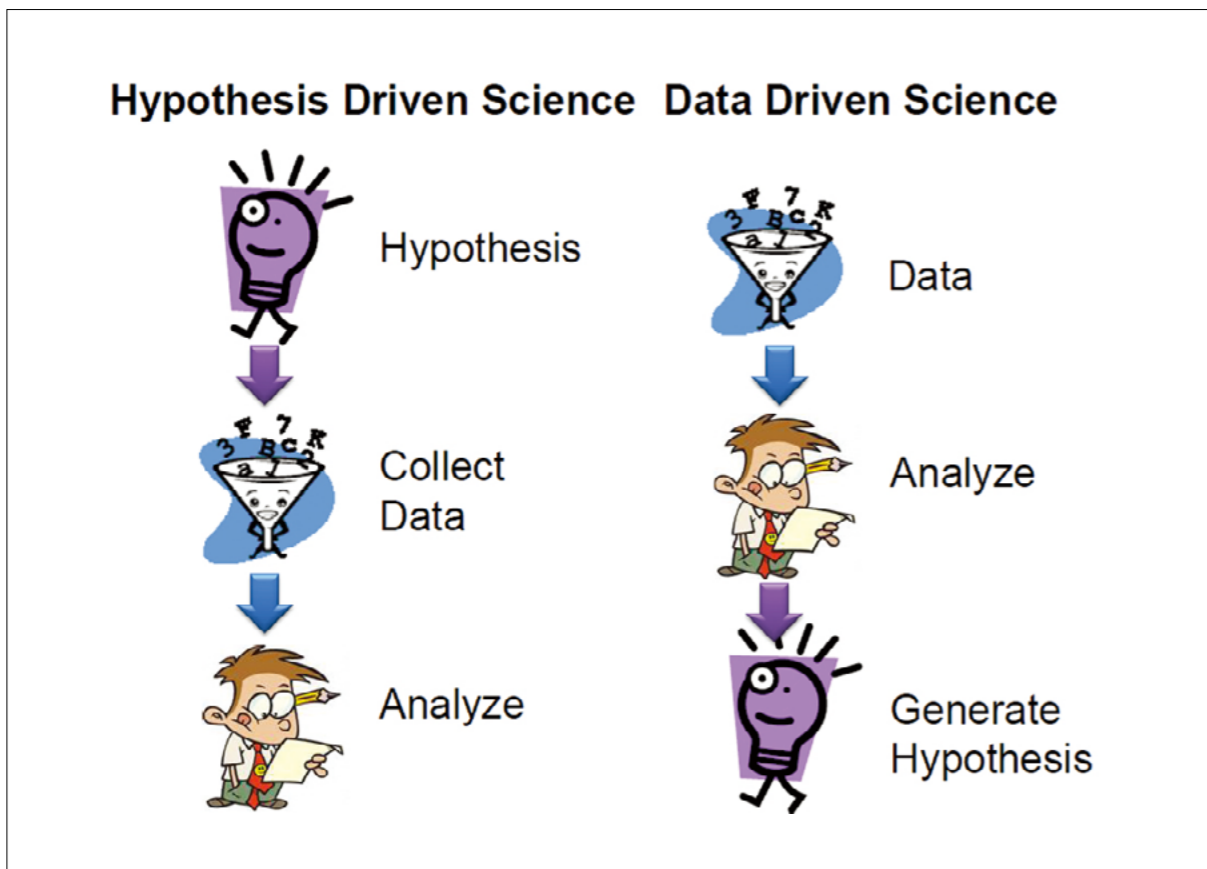 Hypothesis Driven Science
Hypothesis
Collect
Data
Analyze
Data Driven Science
Data
Analyze
Generate
Hypothesis